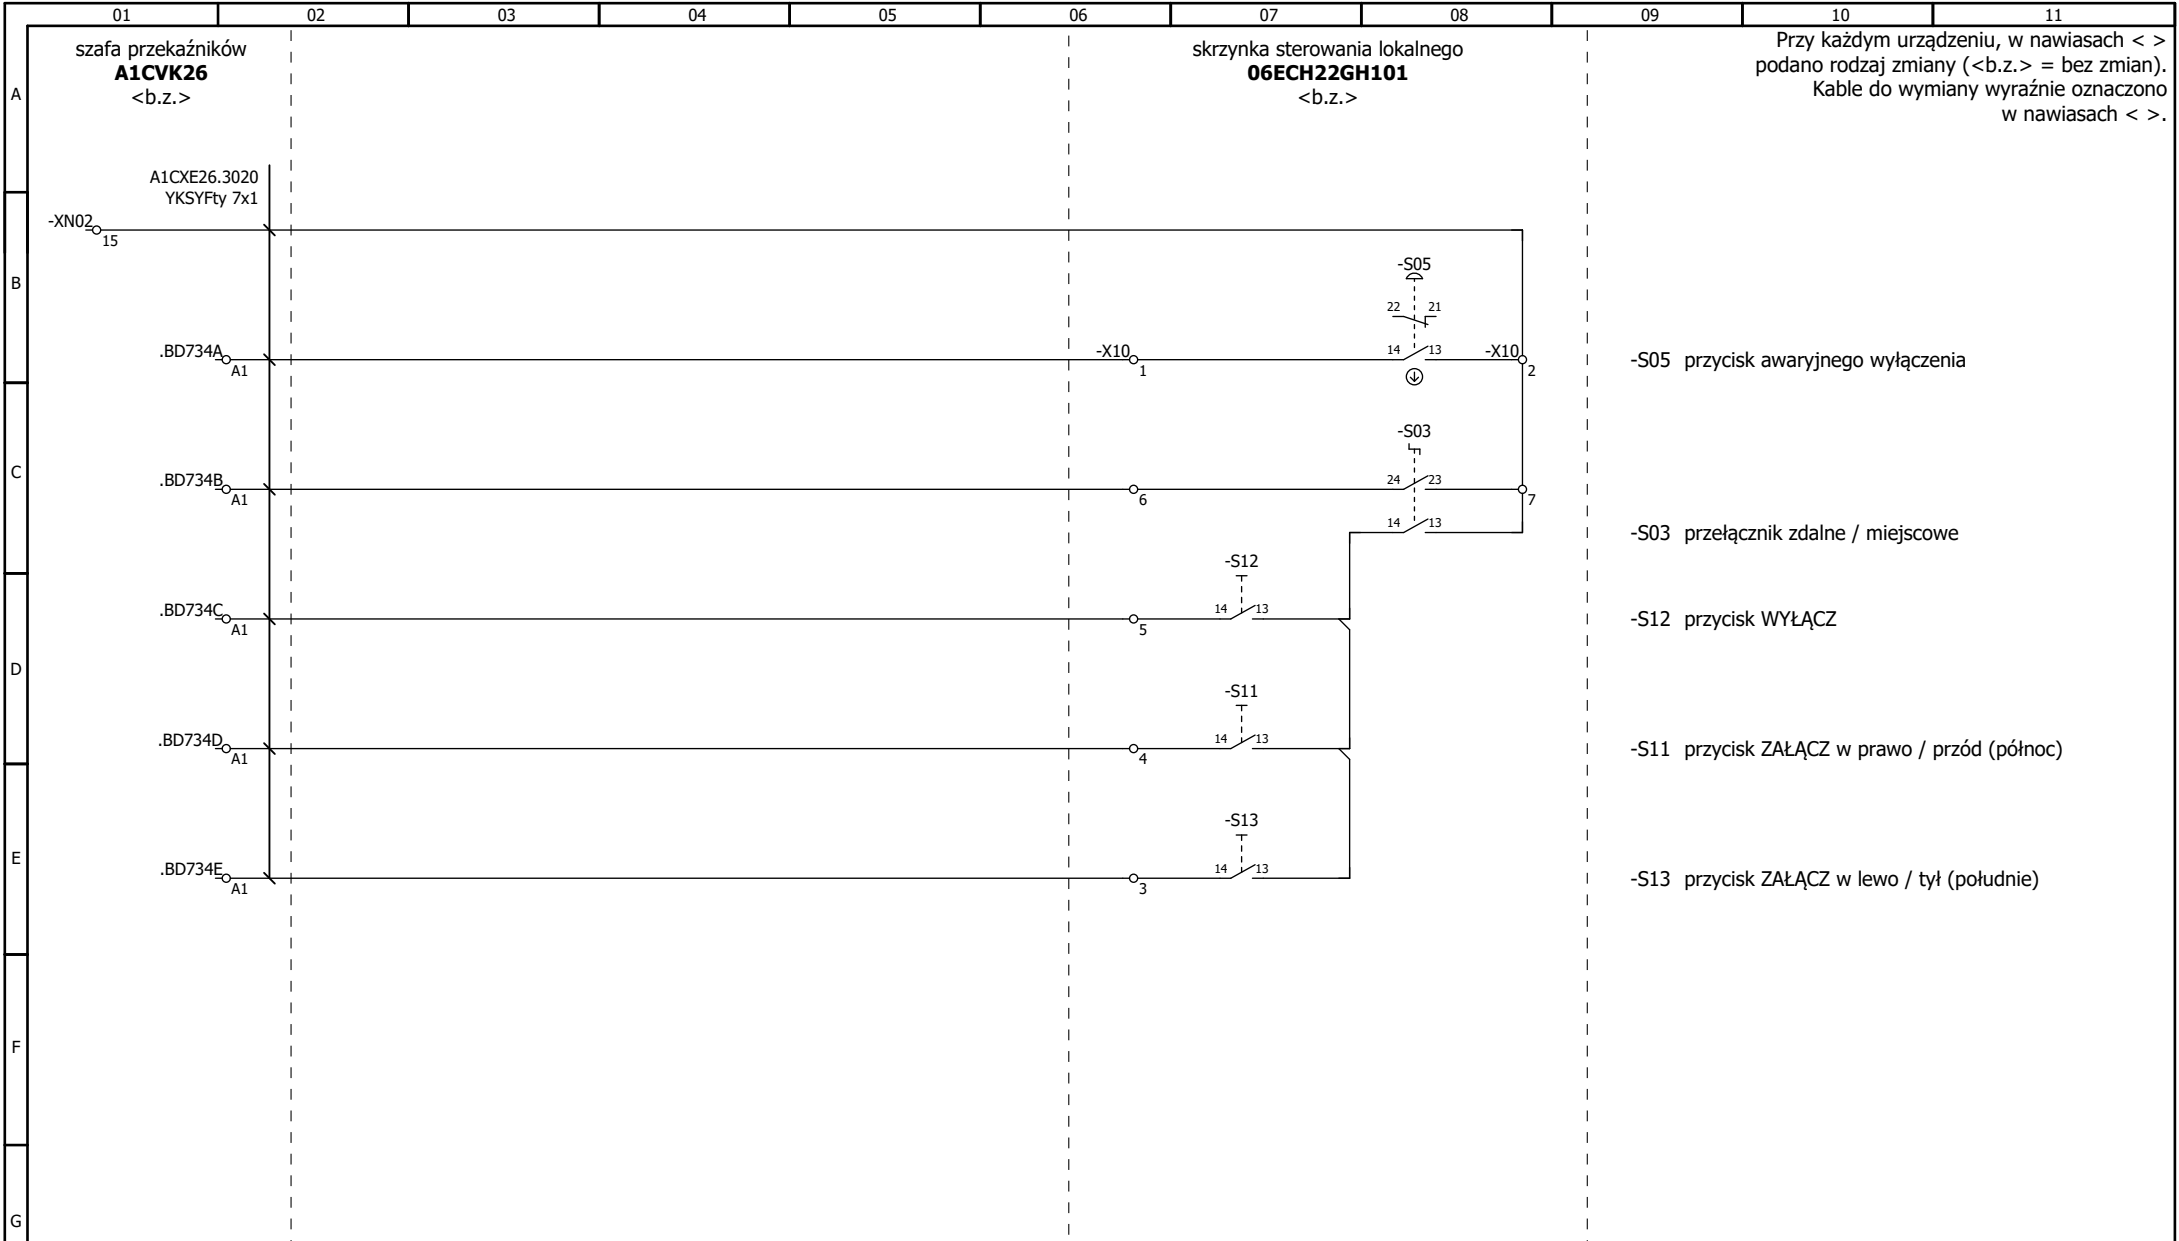 01 02 03 04 05 06 07 08 09 10 11
szafa przekaźników
A1CVK26
<b.z.>
skrzynka sterowania lokalnego
06ECH22GH101
<b.z.>
Przy każdym urządzeniu, w nawiasach < >
podano rodzaj zmiany (<b.z.> = bez zmian).
Kable do wymiany wyraźnie oznaczono
w nawiasach < >.
A
A1CXE26.3020
YKSYFty 7x1
-XN02
15
B
-S05
22 21
.BD734A
A1
-X10
1
14 13
-X10
2
-S05 przycisk awaryjnego wyłączenia
C
-S03
.BD734B
A1
6
24 23
7
14 13
-S03 przełącznik zdalne / miejscowe
-S12
.BD734C
A1
5
14 13
-S12 przycisk WYŁĄCZ
D
-S11
.BD734D
A1
4
14 13
-S11 przycisk ZAŁĄCZ w prawo / przód (północ)
E
-S13
.BD734E
A1
3
14 13
-S13 przycisk ZAŁĄCZ w lewo / tył (południe)
F
G